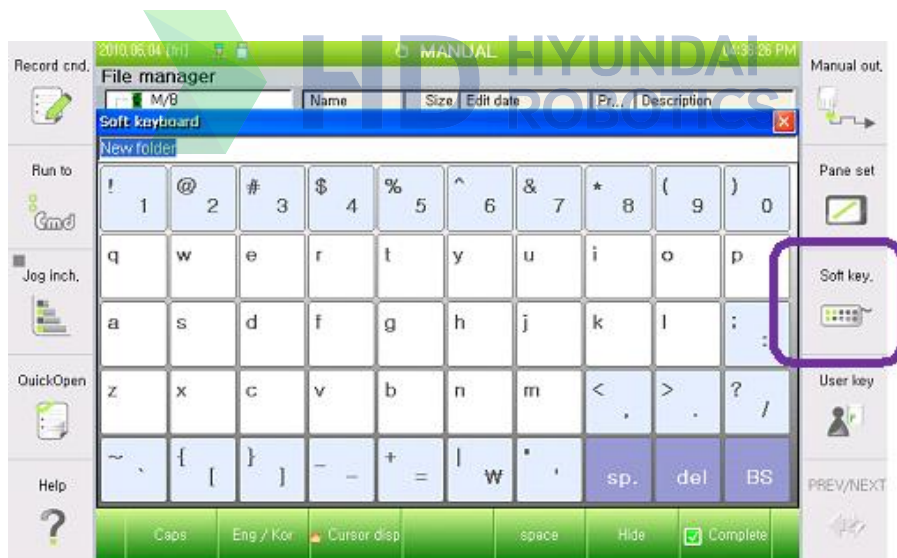 HYUNDAI
ROBOTICS
2010.06.04 [fri] MANUAL 04:36:26 PM
Record cnd.
Manual out.
File manager
M/B Name Size Edit date Pr... Description
Soft keyboard
New folder
Run to
Pane set
! 1 @ 2 # 3 $ 4 % 5 ^ 6 & 7 * 8 ( 9 ) 0
Cmd
q w e r t y u i o p
Jog inch.
Soft key.
a s d f g h j k l ; :
QuickOpen
User key
z x c v b n m < , > . ? /
~ ` { [ } ] _ - + = | ₩ " ' sp. del BS
Help
PREV/NEXT
?
Caps Eng / Kor Cursor disp space Hide Complete